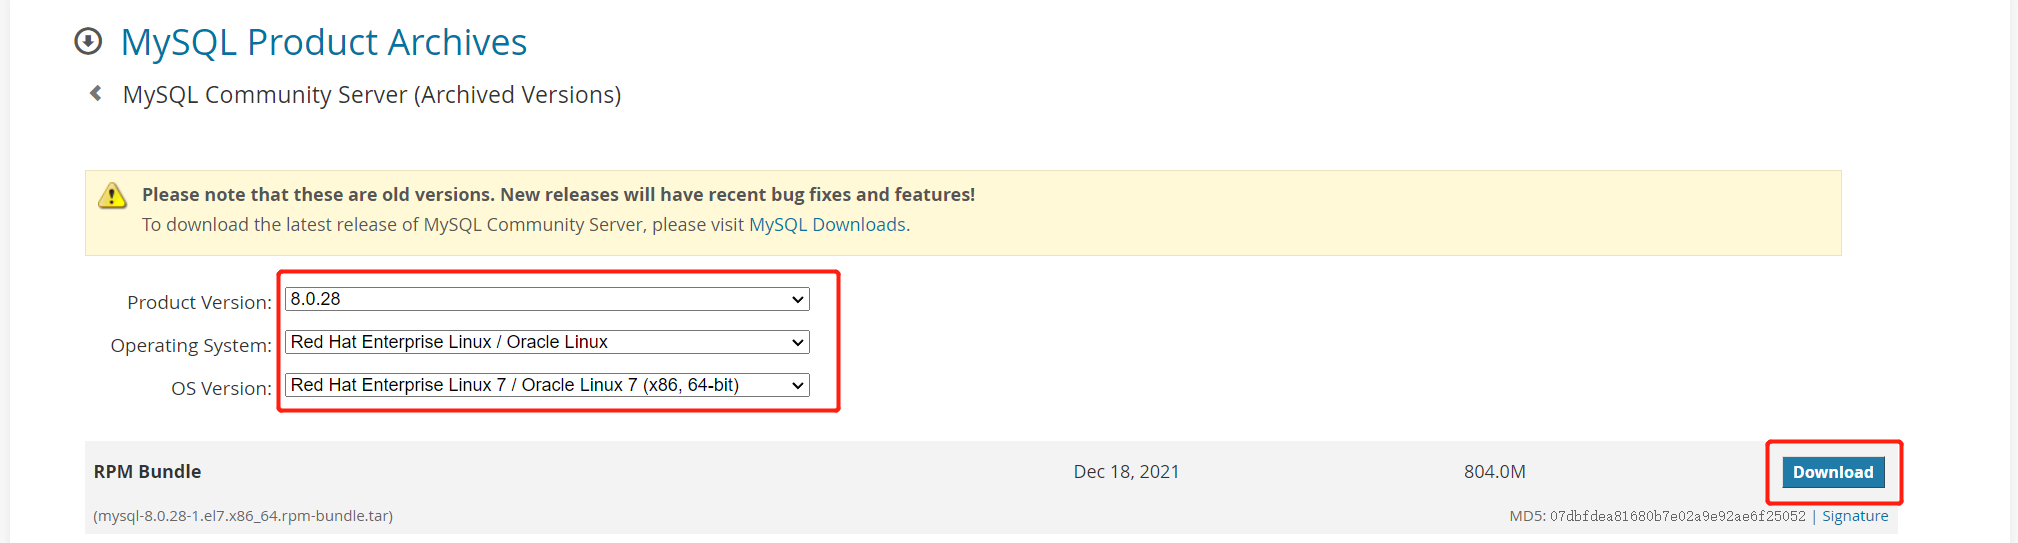 MySQL Product Archives
MySQL Community Server (Archived Versions)
Please note that these are old versions. New releases will have recent bug fixes and features!
To download the latest release of MySQL Community Server, please visit MySQL Downloads.
Product Version: 8.0.28
Operating System: Red Hat Enterprise Linux / Oracle Linux
OS Version: Red Hat Enterprise Linux 7 / Oracle Linux 7 (x86, 64-bit)
RPM Bundle Dec 18, 2021 804.0M Download
(mysql-8.0.28-1.el7.x86_64.rpm-bundle.tar) MD5: 07dbfdea81680b7e02a9e92ae6f25052 | Signature